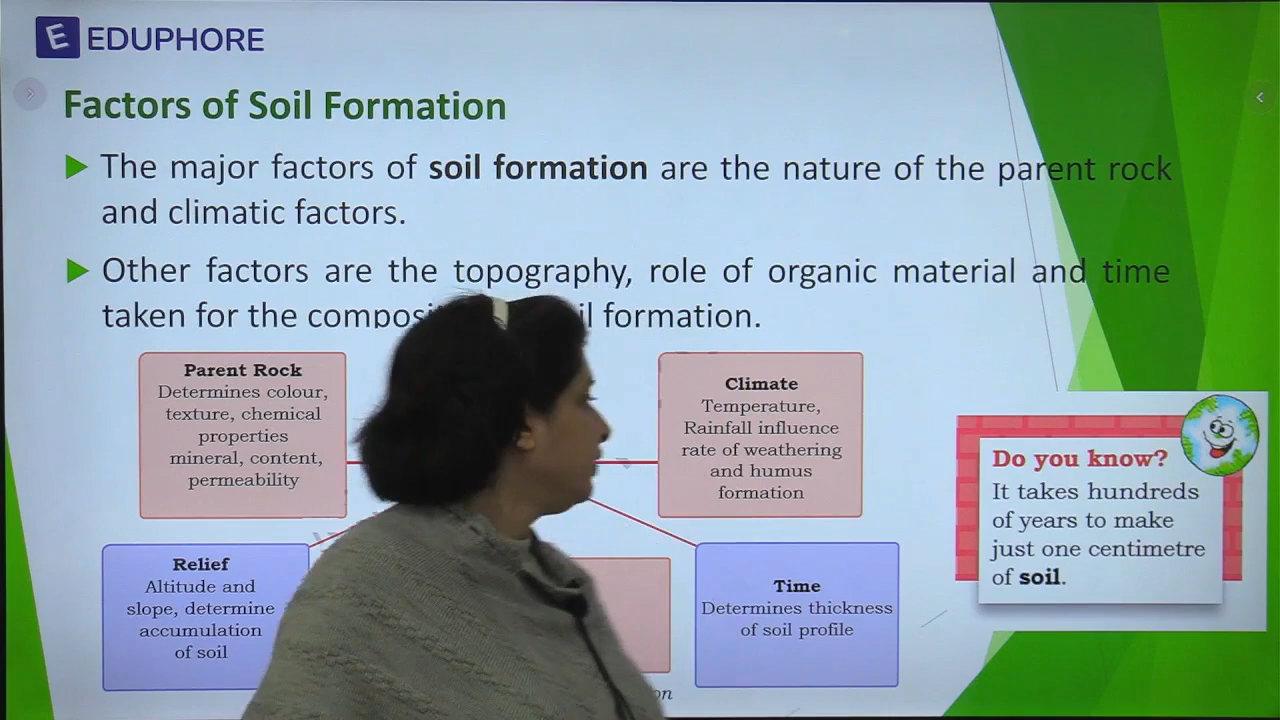 E EDUPHORE
Factors of Soil Formation
The major factors of soil formation are the nature of the parent rock
and climatic factors.
Other factors are the topography, role of organic material and time
taken for the formation.
Parent Rock
Determines colour,
texture, chemical
properties
mineral, content,
permeability
Climate
Temperature,
Rainfall influence
rate of weathering
and humus
formation
Do you know?
It takes hundreds
of years to make
just one centimetre
of soil.
Relief
Altitude and
slope, determine
accumulation
of soil
Time
Determines thickness
of soil profile